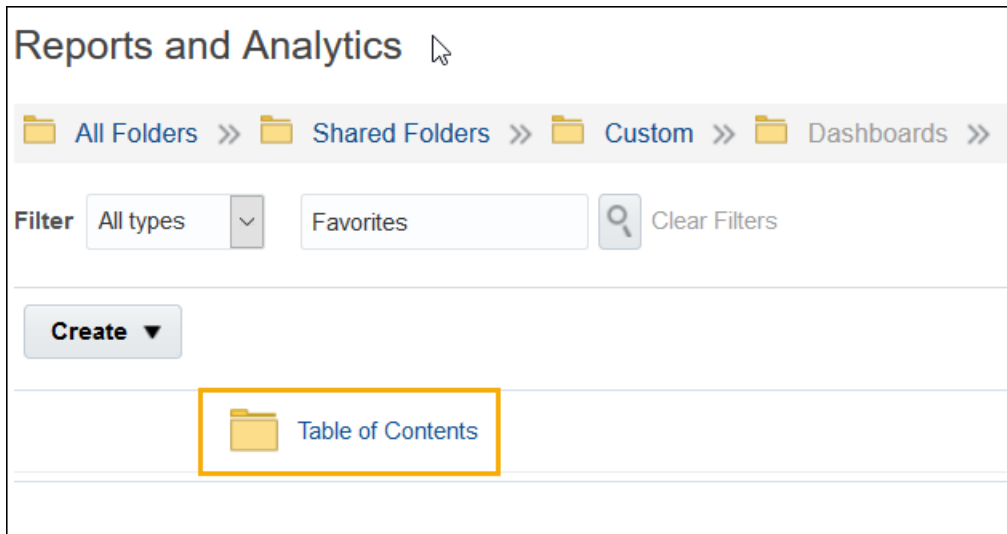 Reports and Analytics
All Folders » Shared Folders » Custom » Dashboards »
Filter All types Favorites Clear Filters
Create ▼
Table of Contents